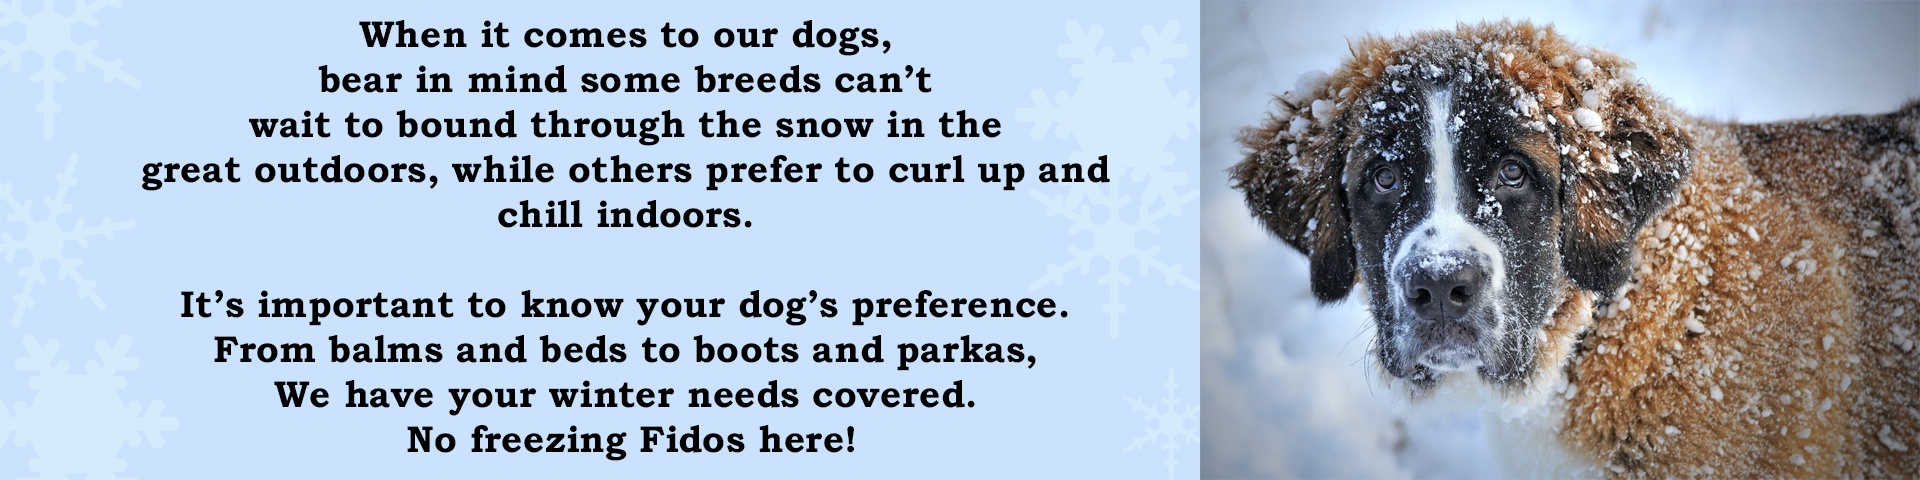 When it comes to our dogs,
bear in mind some breeds can’t
wait to bound through the snow in the
great outdoors, while others prefer to curl up and
chill indoors.
It’s important to know your dog’s preference.
From balms and beds to boots and parkas,
We have your winter needs covered.
No freezing Fidos here!